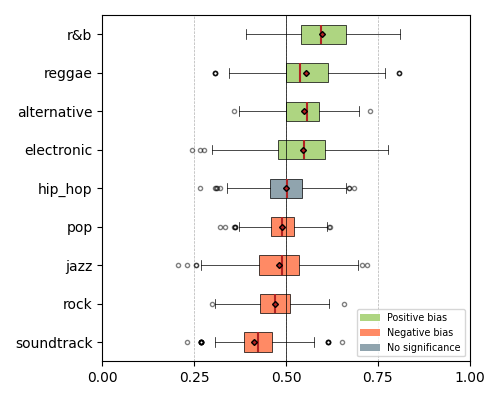 r&b
reggae
alternative
electronic
hip_hop
pop
jazz
rock
soundtrack
Positive bias
Negative bias
No significance
0.00 0.25 0.50 0.75 1.00